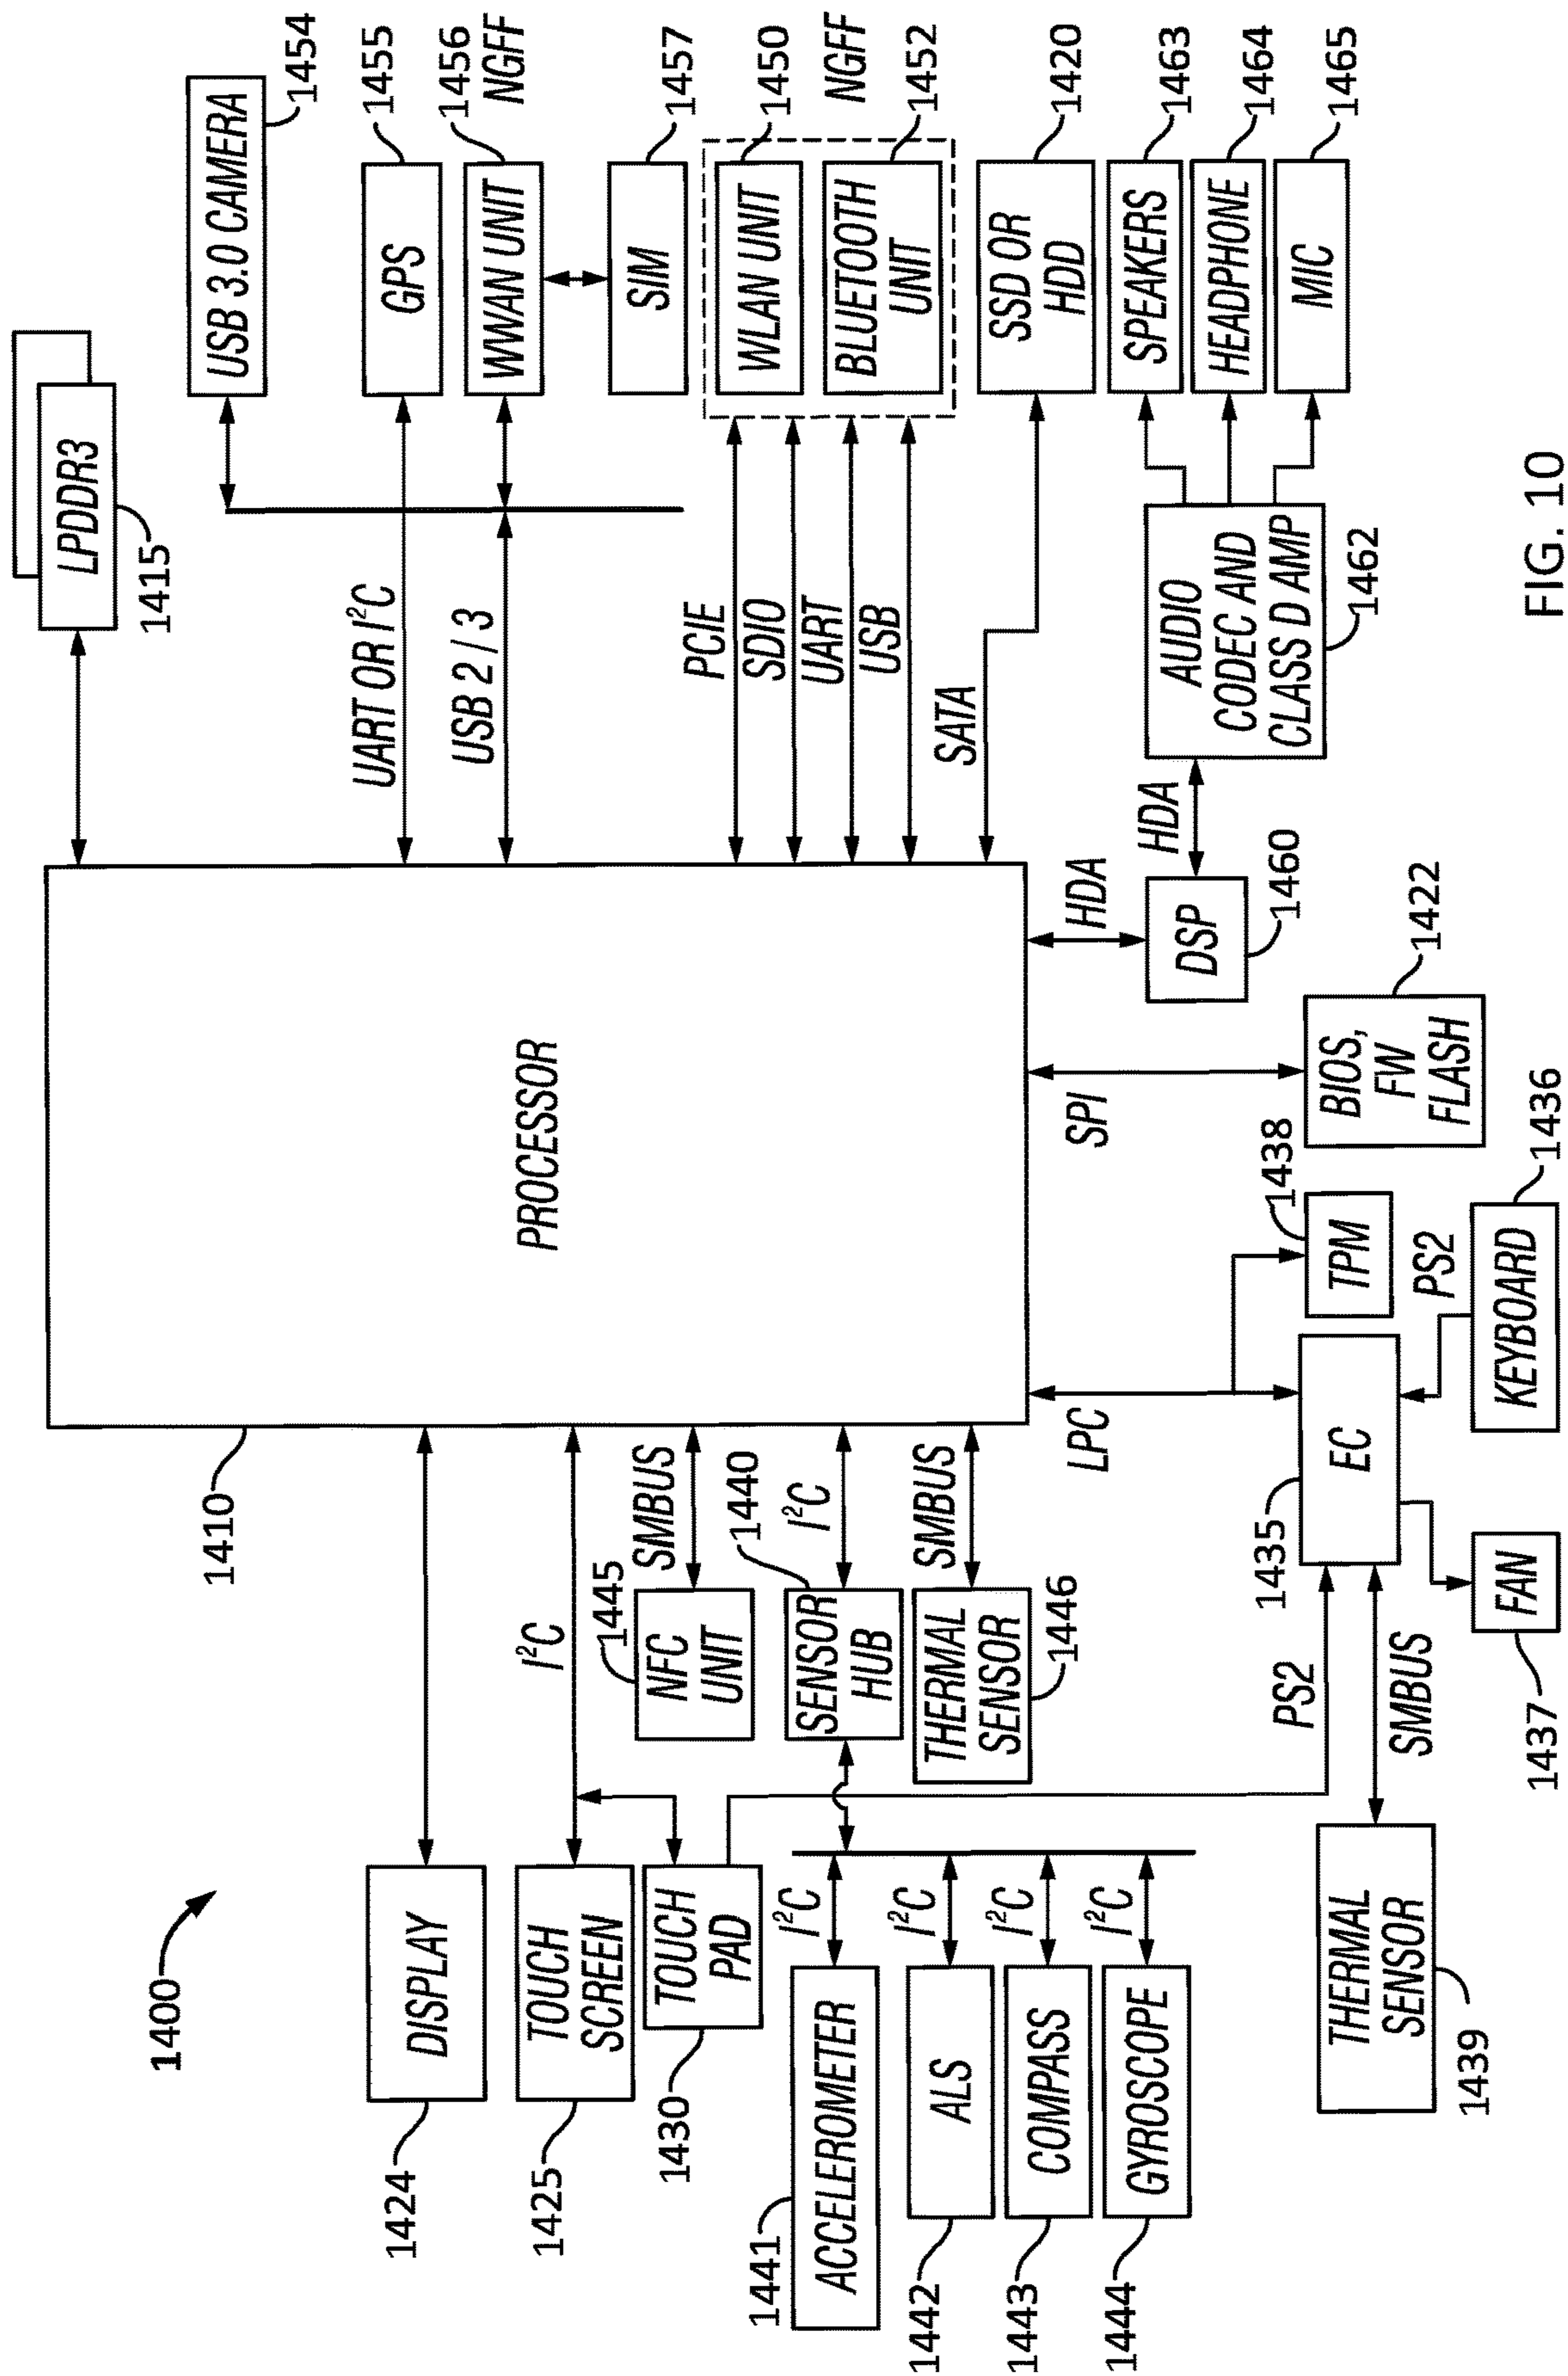 1400
DISPLAY
1424
TOUCH
SCREEN
1425
TOUCH
PAD
1430
ACCELEROMETER
1441
ALS
1442
COMPASS
1443
GYROSCOPE
1444
I²C
I²C
I²C
I²C
THERMAL
SENSOR
1439
1410
I²C
SMBUS
1445
NFC
UNIT
1440
I²C
SENSOR
HUB
SMBUS
THERMAL
SENSOR
1446
PROCESSOR
LPC
1435
EC
PS2
SMBUS
FAN
1437
1438
TPM
PS2
KEYBOARD
1436
SPI
BIOS,
FW
FLASH
1422
HDA
DSP
1460
HDA
AUDIO
CODEC AND
CLASS D AMP
1462
LPDDR3
1415
UART OR I²C
USB 2 / 3
PCIE
SDIO
UART
USB
SATA
USB 3.0 CAMERA
1454
GPS
1455
WWAN UNIT
1456
NGFF
SIM
1457
WLAN UNIT
1450
BLUETOOTH
UNIT
NGFF
1452
SSD OR
HDD
1420
SPEAKERS
1463
HEADPHONE
1464
MIC
1465
FIG. 10